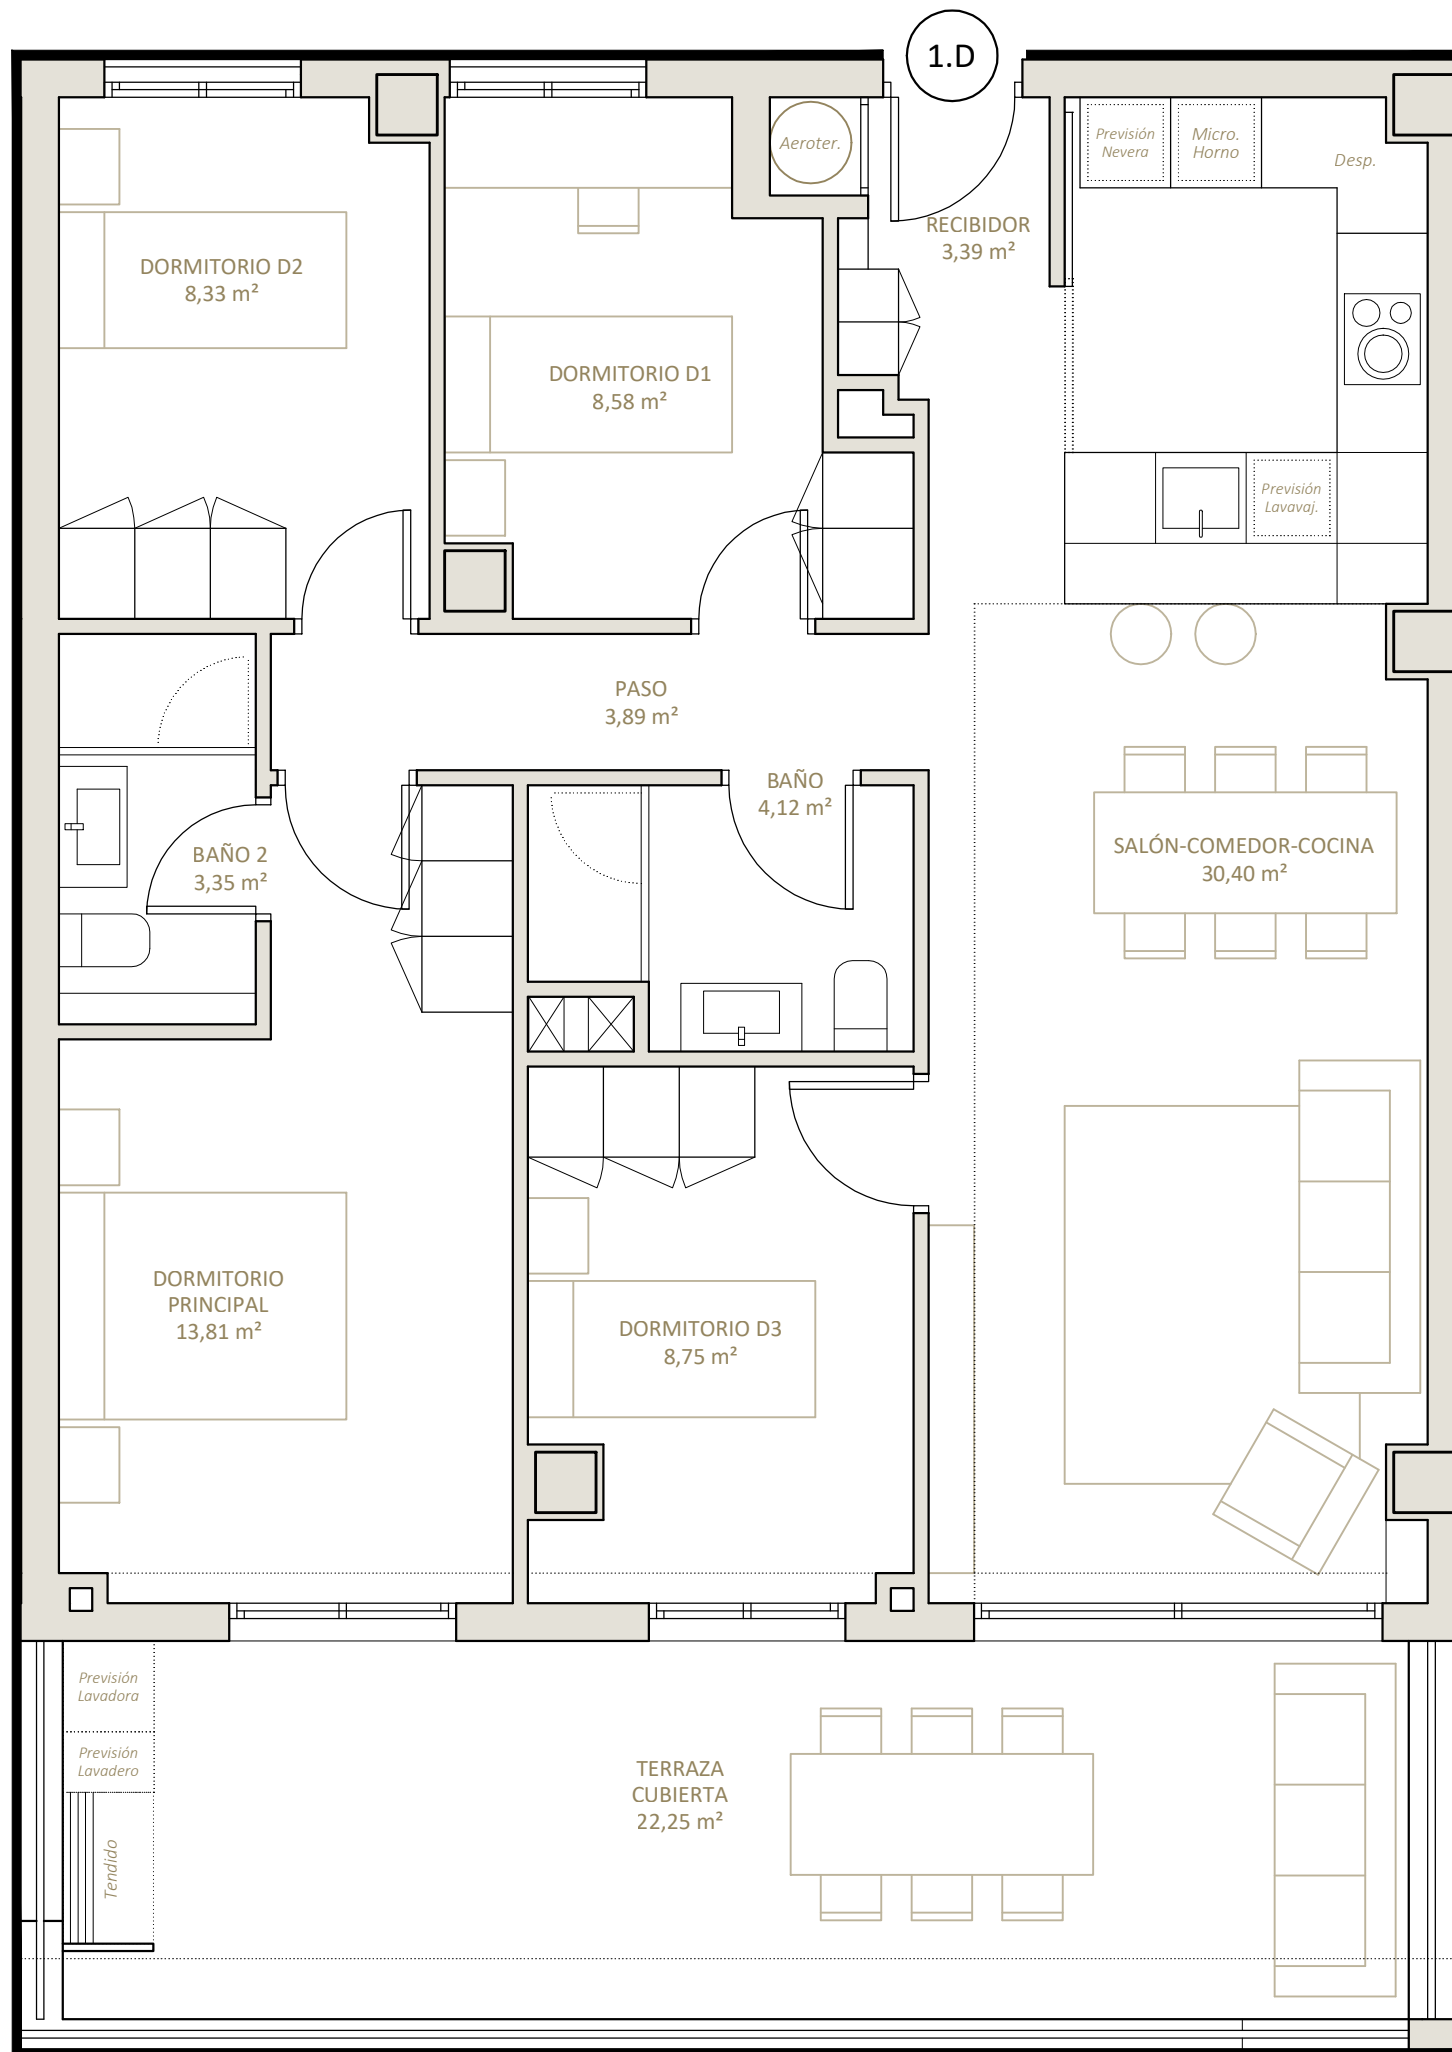 1.D
Aeroter.
Previsión
Nevera
Micro.
Horno
Desp.
RECIBIDOR
3,39 m²
DORMITORIO D2
8,33 m²
DORMITORIO D1
8,58 m²
Previsión
Lavavaj.
PASO
3,89 m²
BAÑO
4,12 m²
BAÑO 2
3,35 m²
SALÓN-COMEDOR-COCINA
30,40 m²
DORMITORIO
PRINCIPAL
13,81 m²
DORMITORIO D3
8,75 m²
Previsión
Lavadora
Previsión
Lavadero
Tendido
TERRAZA
CUBIERTA
22,25 m²